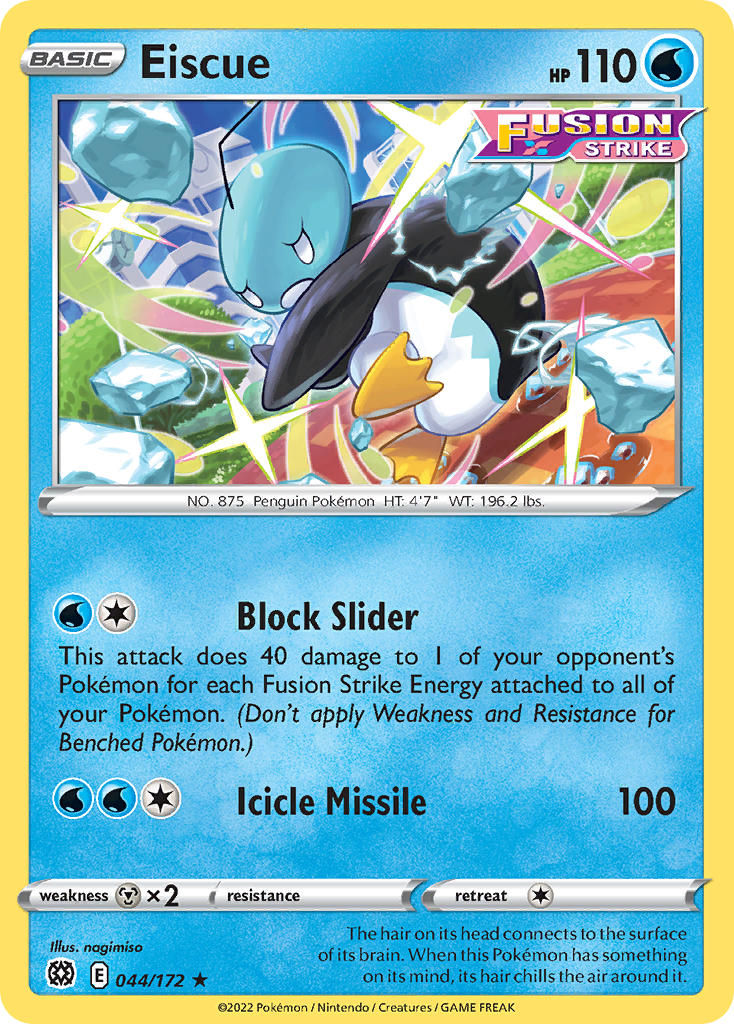 BASIC Eiscue HP 110
FUSION
STRIKE
NO. 875 Penguin Pokémon HT: 4'7" WT: 196.2 lbs.
Block Slider
This attack does 40 damage to 1 of your opponent's
Pokémon for each Fusion Strike Energy attached to all of
your Pokémon. (Don't apply Weakness and Resistance for
Benched Pokémon.)
Icicle Missile 100
weakness ×2 resistance retreat
Illus. nagimiso
The hair on its head connects to the surface
of its brain. When this Pokémon has something
on its mind, its hair chills the air around it.
E 044/172 ★
©2022 Pokémon / Nintendo / Creatures / GAME FREAK